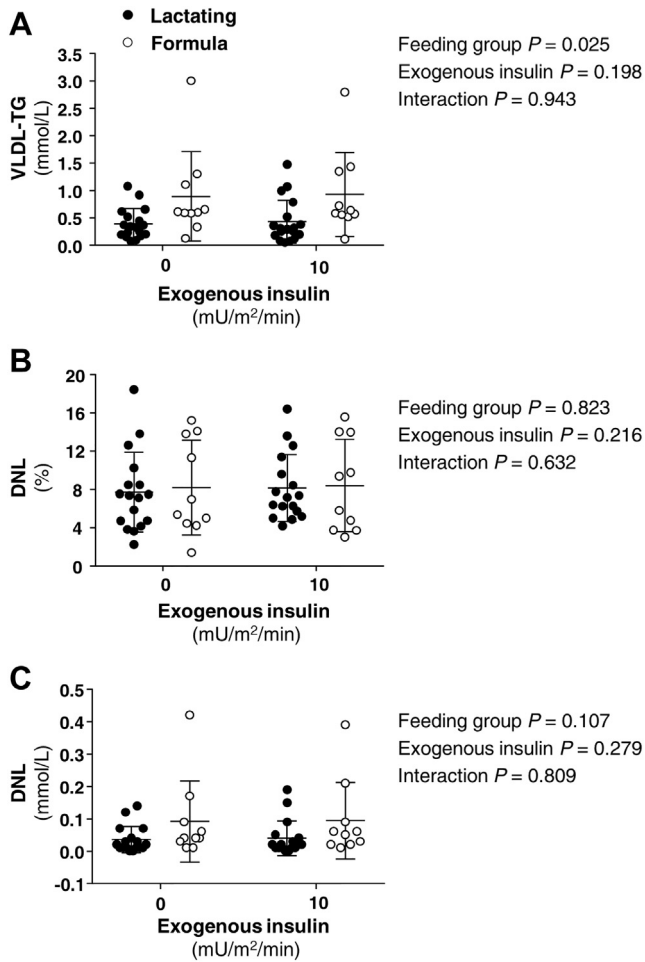 A
Lactating
Formula
VLDL-TG
(mmol/L)
3.5
3.0
2.5
2.0
1.5
1.0
0.5
0.0
0
10
Exogenous insulin
(mU/m²/min)
Feeding group P = 0.025
Exogenous insulin P = 0.198
Interaction P = 0.943
B
DNL
(%)
20
16
12
8
4
0
0
10
Exogenous insulin
(mU/m²/min)
Feeding group P = 0.823
Exogenous insulin P = 0.216
Interaction P = 0.632
C
DNL
(mmol/L)
0.5
0.4
0.3
0.2
0.1
0.0
-0.1
0
10
Exogenous insulin
(mU/m²/min)
Feeding group P = 0.107
Exogenous insulin P = 0.279
Interaction P = 0.809